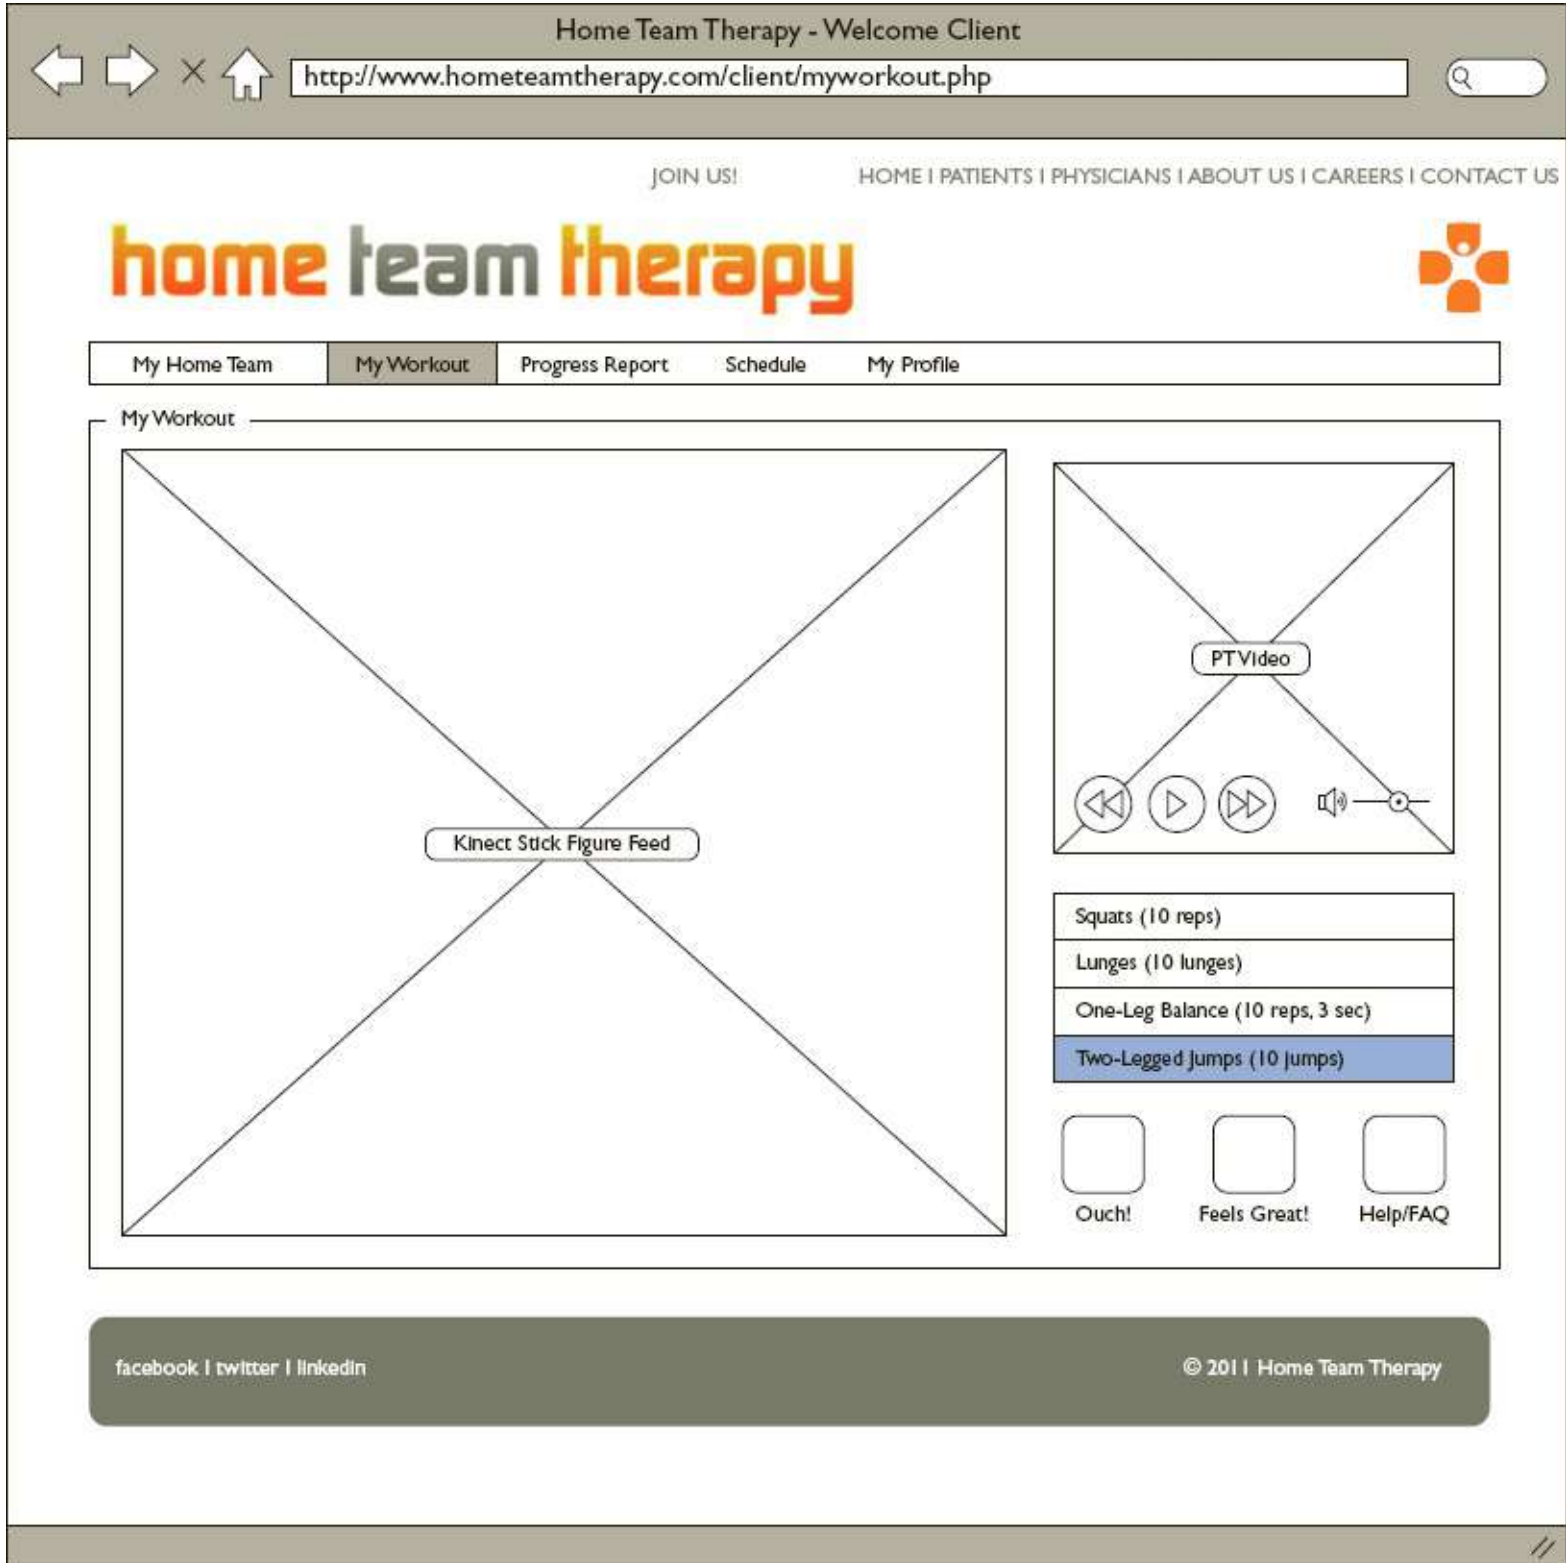 Home Team Therapy - Welcome Client
http://www.hometeamtherapy.com/client/myworkout.php
JOIN US! HOME I PATIENTS I PHYSICIANS I ABOUT US I CAREERS I CONTACT US
home team therapy
My Home Team My Workout Progress Report Schedule My Profile
My Workout
Kinect Stick Figure Feed
PT Video
Squats (10 reps)
Lunges (10 lunges)
One-Leg Balance (10 reps, 3 sec)
Two-Legged Jumps (10 jumps)
Ouch! Feels Great! Help/FAQ
facebook I twitter I linkedin © 2011 Home Team Therapy